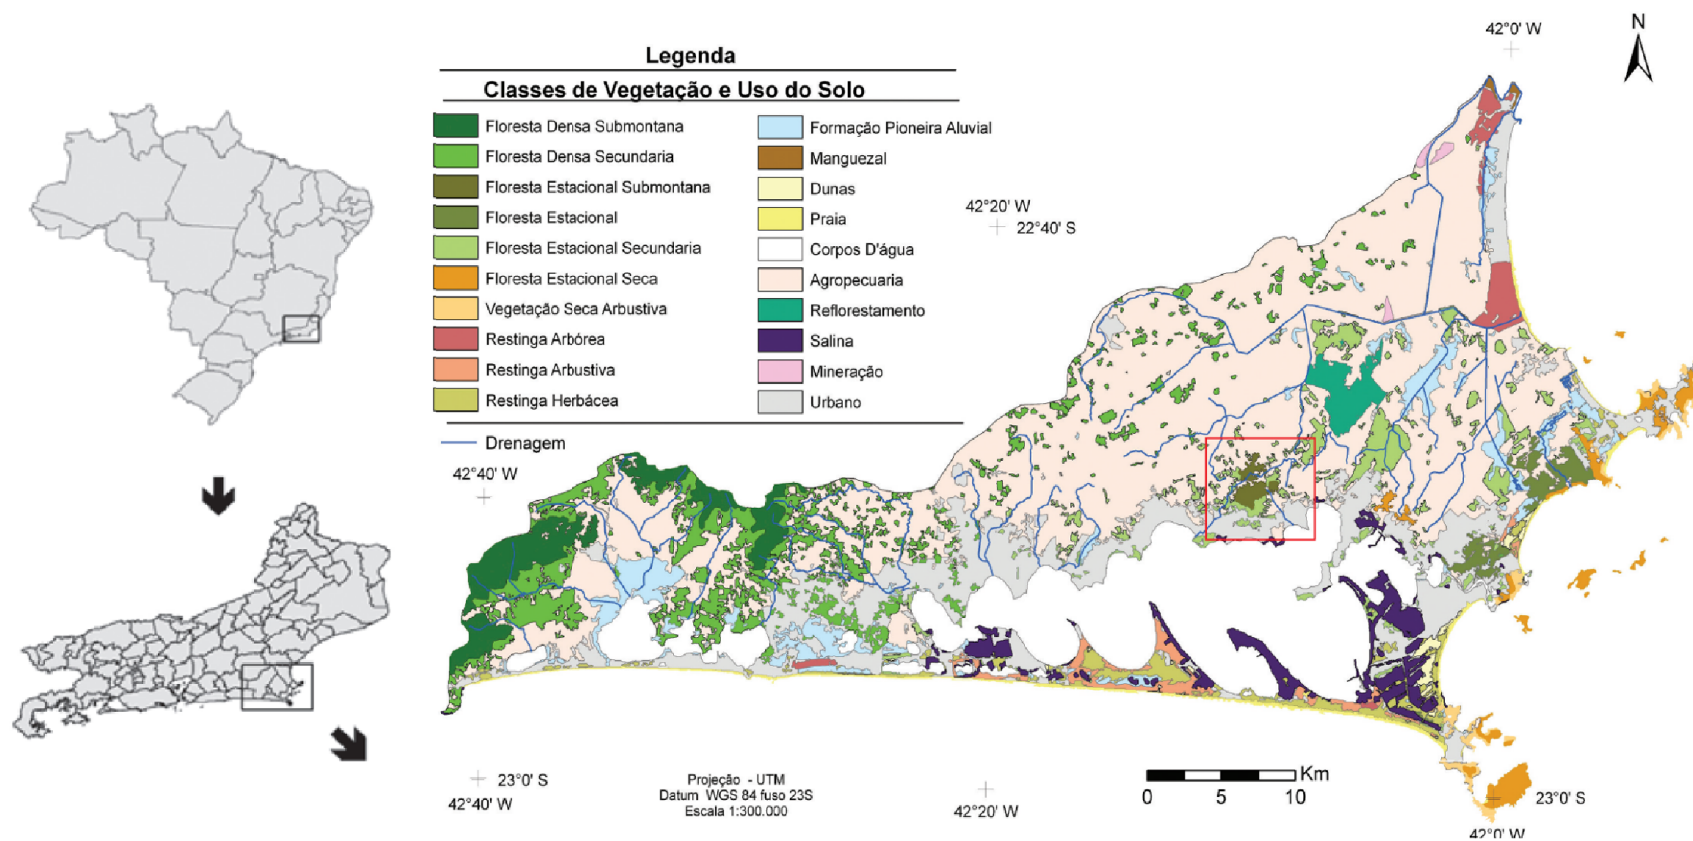 Legenda
Classes de Vegetação e Uso do Solo
Floresta Densa Submontana
Floresta Densa Secundaria
Floresta Estacional Submontana
Floresta Estacional
Floresta Estacional Secundaria
Floresta Estacional Seca
Vegetação Seca Arbustiva
Restinga Arbórea
Restinga Arbustiva
Restinga Herbácea
Drenagem
Formação Pioneira Aluvial
Manguezal
Dunas
Praia
Corpos D'água
Agropecuaria
Reflorestamento
Salina
Mineração
Urbano
N
42°0' W
42°20' W
22°40' S
42°40' W
23°0' S
42°40' W
Projeção - UTM
Datum WGS 84 fuso 23S
Escala 1:300.000
42°20' W
Km
0 5 10
23°0' S
42°0' W